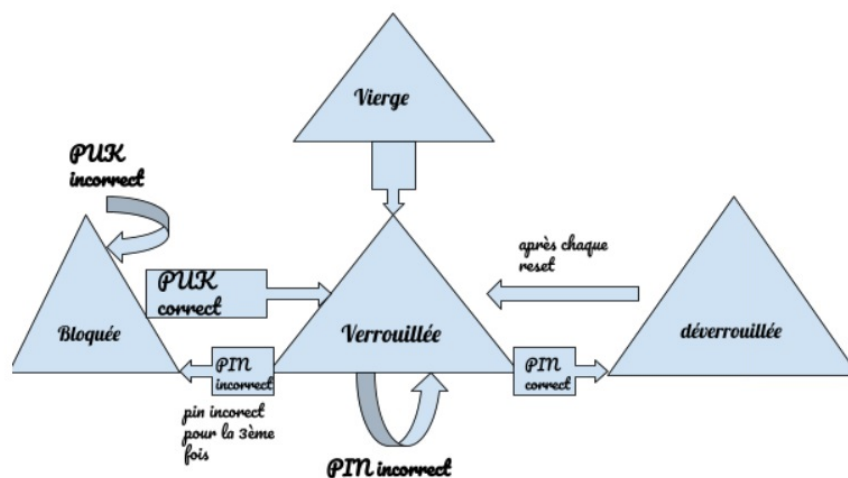 Vierge
PUK
incorrect
après chaque
reset
PUK
correct
Bloquée
Verrouillée
déverrouillée
PIN
incorrect
PIN
correct
pin incorect
pour la 3ème
fois
PIN incorrect